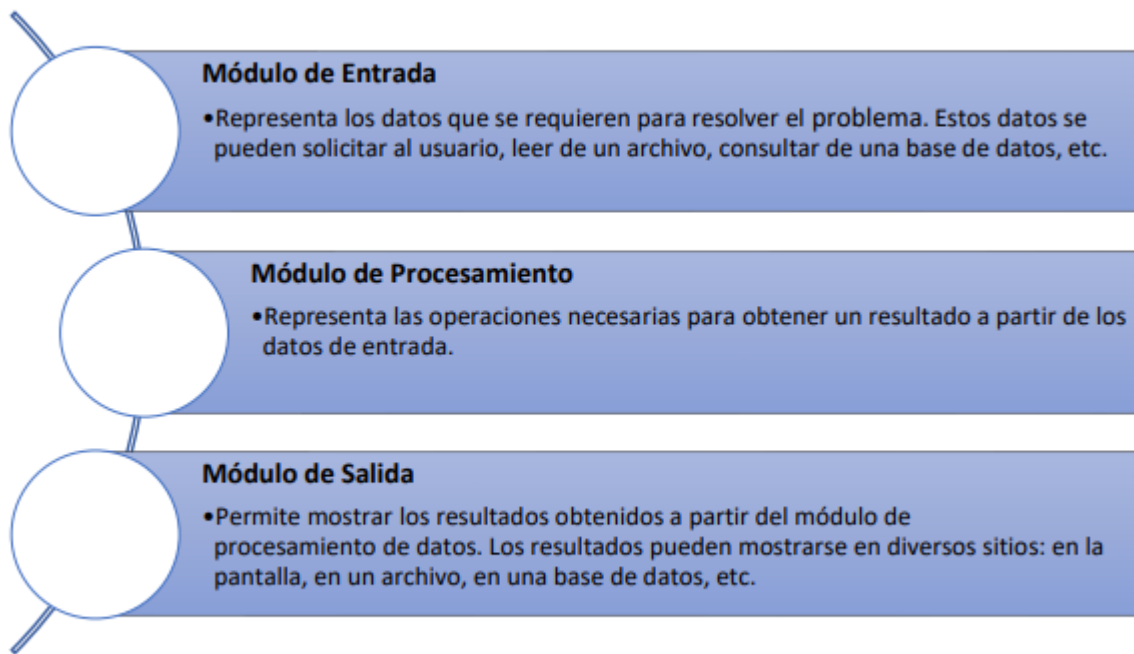 Módulo de Entrada
•Representa los datos que se requieren para resolver el problema. Estos datos se
pueden solicitar al usuario, leer de un archivo, consultar de una base de datos, etc.
Módulo de Procesamiento
•Representa las operaciones necesarias para obtener un resultado a partir de los
datos de entrada.
Módulo de Salida
•Permite mostrar los resultados obtenidos a partir del módulo de
procesamiento de datos. Los resultados pueden mostrarse en diversos sitios: en la
pantalla, en un archivo, en una base de datos, etc.